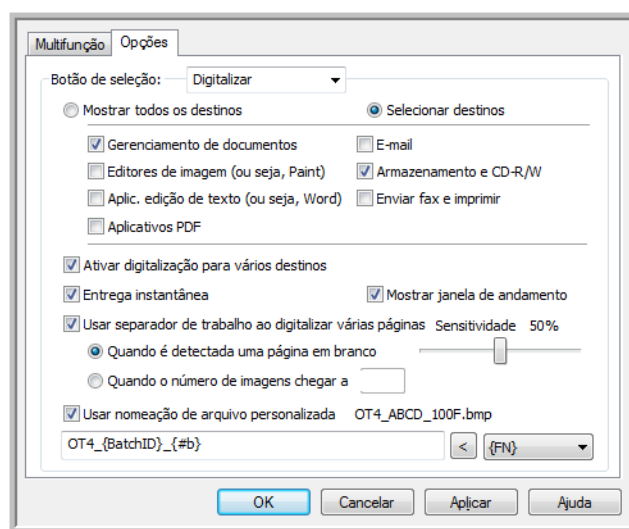 Multifunção Opções
Botão de seleção: Digitalizar
Mostrar todos os destinos Selecionar destinos
Gerenciamento de documentos E-mail
Editores de imagem (ou seja, Paint) Armazenamento e CD-R/W
Aplic. edição de texto (ou seja, Word) Enviar fax e imprimir
Aplicativos PDF
Ativar digitalização para vários destinos
Entrega instantânea Mostrar janela de andamento
Usar separador de trabalho ao digitalizar várias páginas Sensitividade 50%
Quando é detectada uma página em branco
Quando o número de imagens chegar a
Usar nomeação de arquivo personalizada OT4_ABCD_100F.bmp
OT4_{BatchID}_{#b} < {FN}
OK Cancelar Aplicar Ajuda